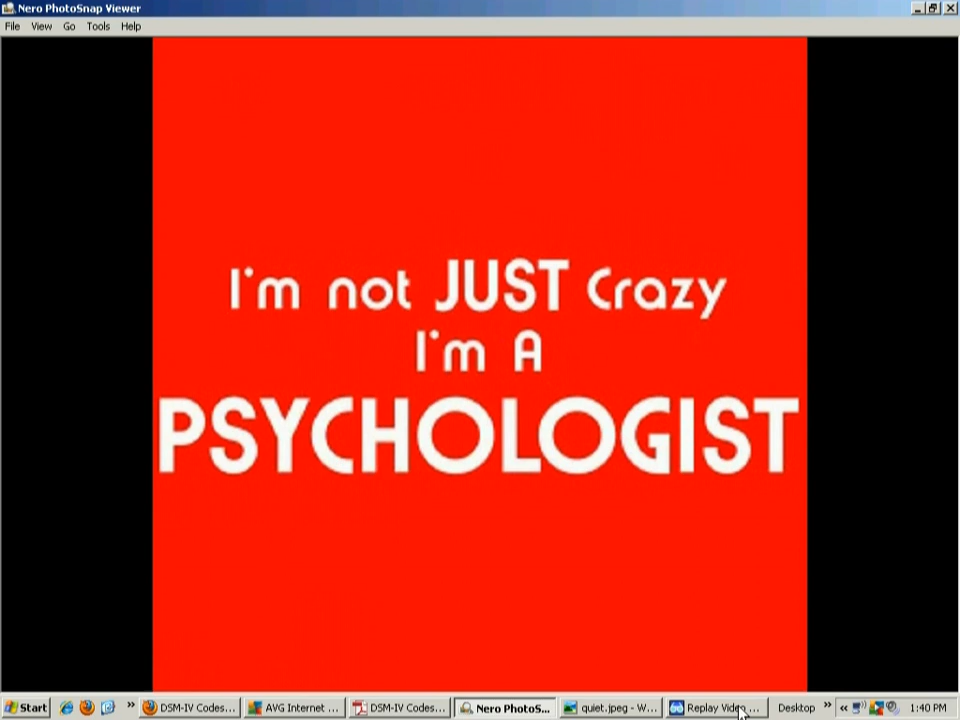 Nero PhotoSnap Viewer
File View Go Tools Help
I'm not JUST Crazy
I'm A
PSYCHOLOGIST
Start » DSM-IV Codes... AVG Internet ... DSM-IV Codes... Nero PhotoS... quiet.jpeg - W... Replay Video ... Desktop » « 1:40 PM